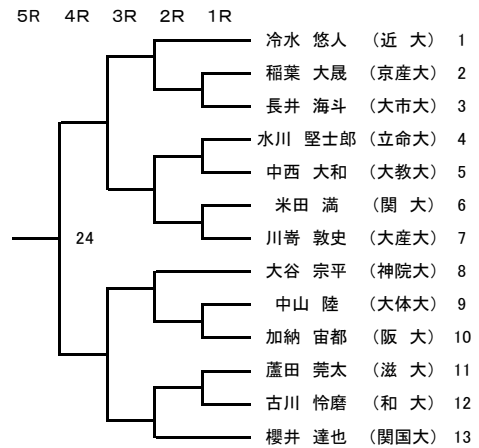 5R 4R 3R 2R 1R
冷水 悠人 (近 大) 1
稲葉 大晟 (京産大) 2
長井 海斗 (大市大) 3
水川 堅士郎 (立命大) 4
中西 大和 (大教大) 5
米田 満 (関 大) 6
川嵜 敦史 (大産大) 7
24
大谷 宗平 (神院大) 8
中山 陸 (大体大) 9
加納 宙都 (阪 大) 10
蘆田 莞太 (滋 大) 11
古川 怜磨 (和 大) 12
櫻井 達也 (関国大) 13